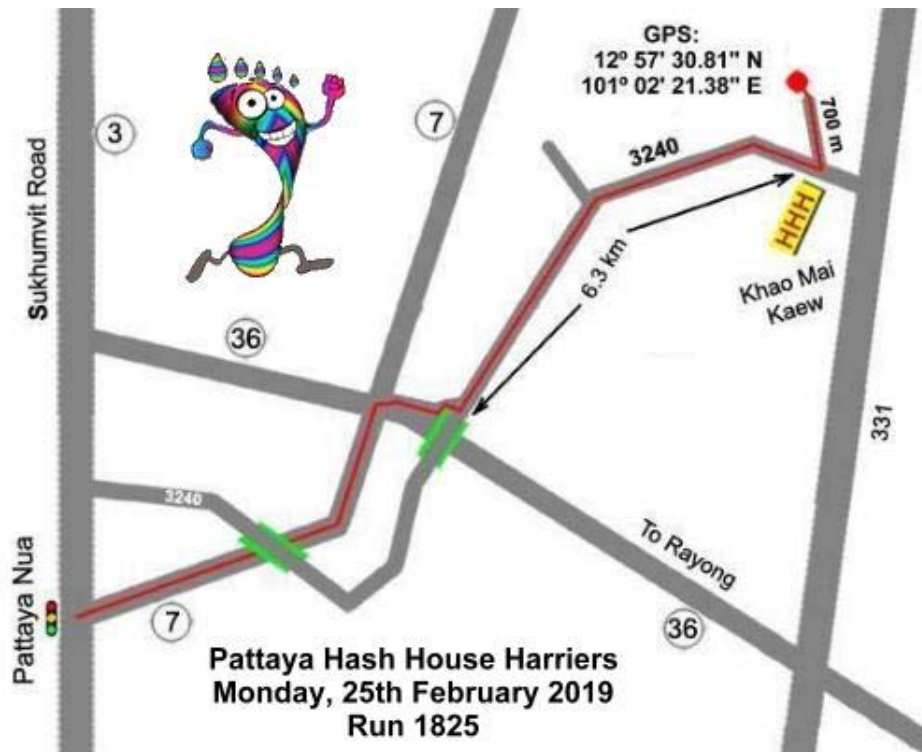 GPS:
12º 57' 30.81" N
101º 02' 21.38" E
3
7
700 m
3240
Sukhumvit Road
HHH
6.3 km
Khao Mai
Kaew
36
331
3240
To Rayong
Pattaya Nua
7
36
Pattaya Hash House Harriers
Monday, 25th February 2019
Run 1825